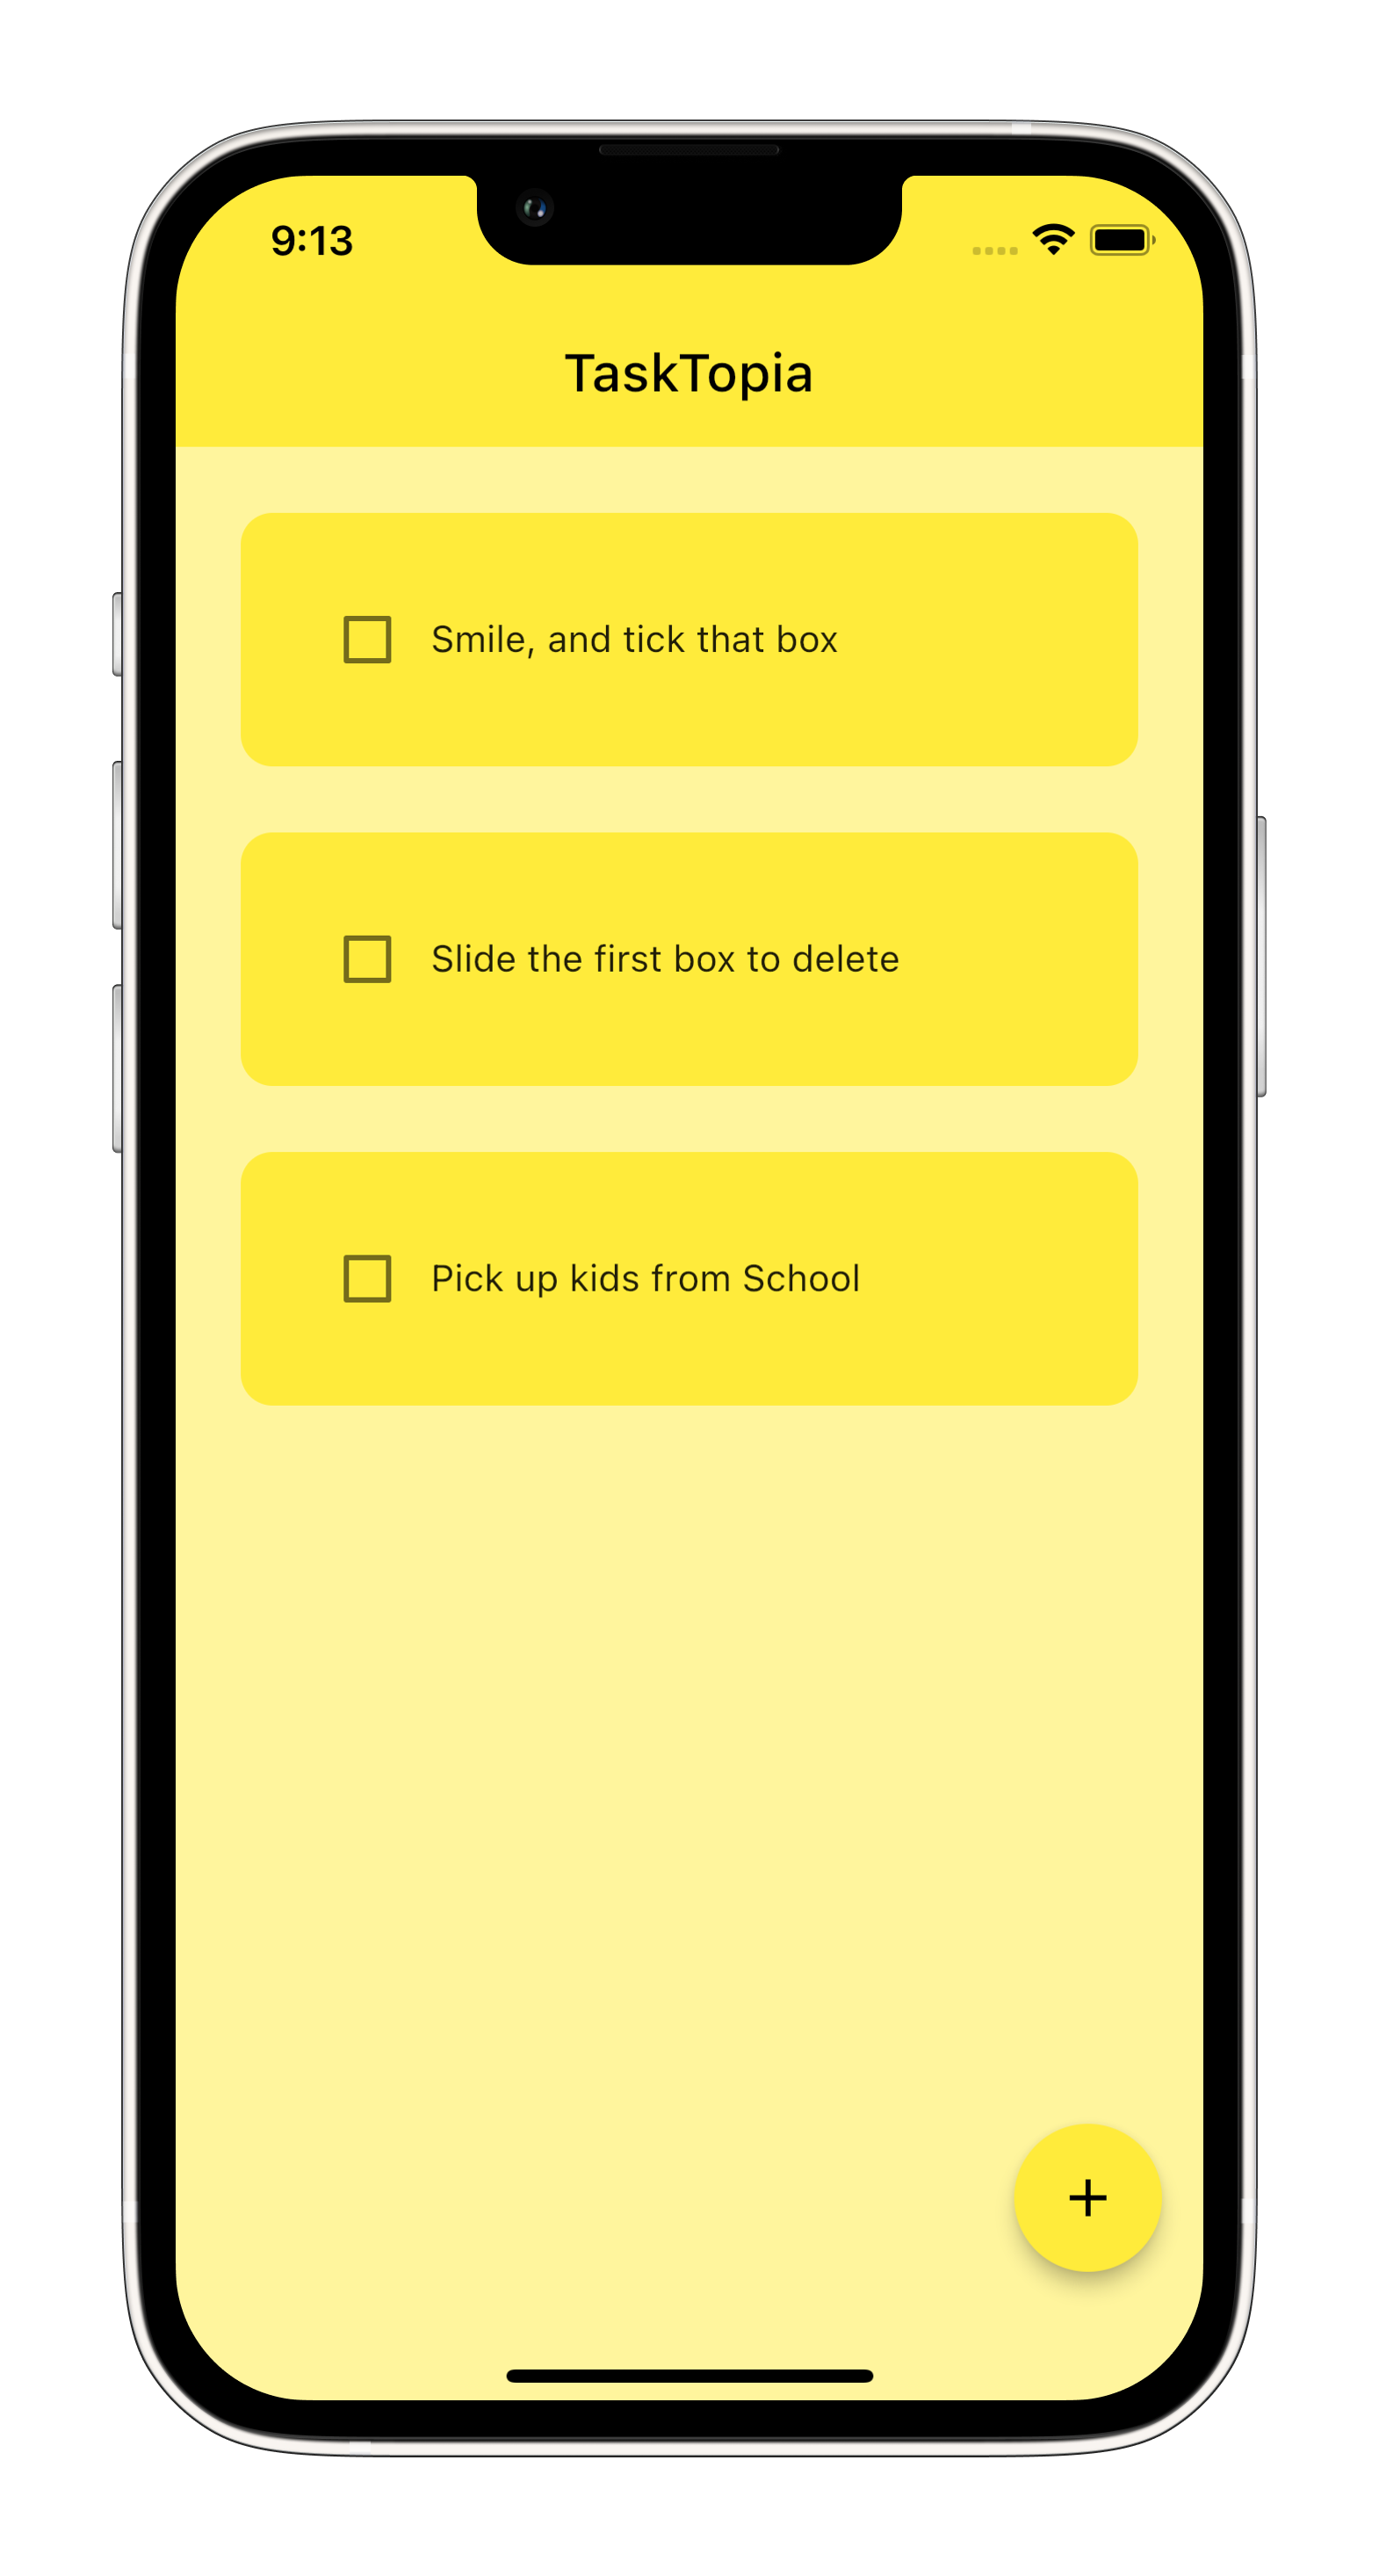 9:13
TaskTopia
Smile, and tick that box
Slide the first box to delete
Pick up kids from School
+